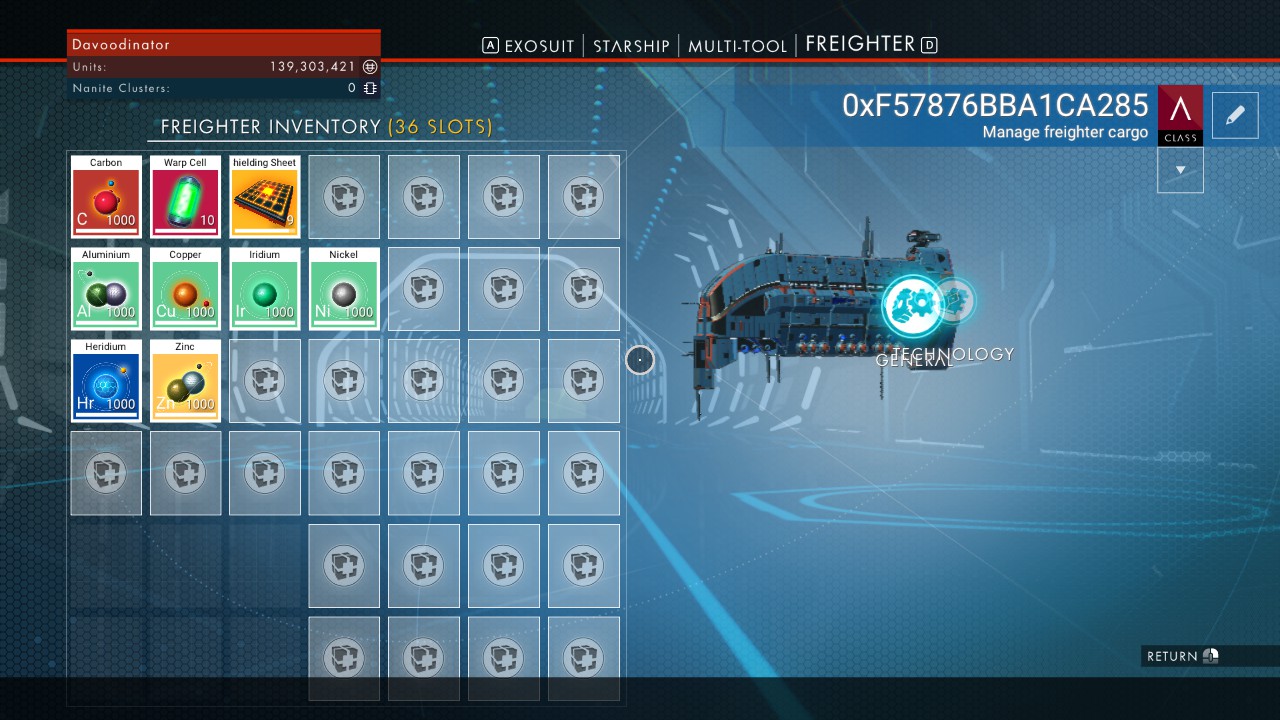 Davoodinator
Units: 139,303,421
Nanite Clusters: 0
A EXOSUIT STARSHIP MULTI-TOOL FREIGHTER D
0xF57876BBA1CA285
Manage freighter cargo
Λ
CLASS
FREIGHTER INVENTORY (36 SLOTS)
Carbon Warp Cell hielding Sheet
C 1000 10 9
Aluminium Copper Iridium Nickel
Al 1000 Cu 1000 Ir 1000 Ni 1000
Heridium Zinc
Hr 1000 Zn 1000
TECHNOLOGY
GENERAL
RETURN